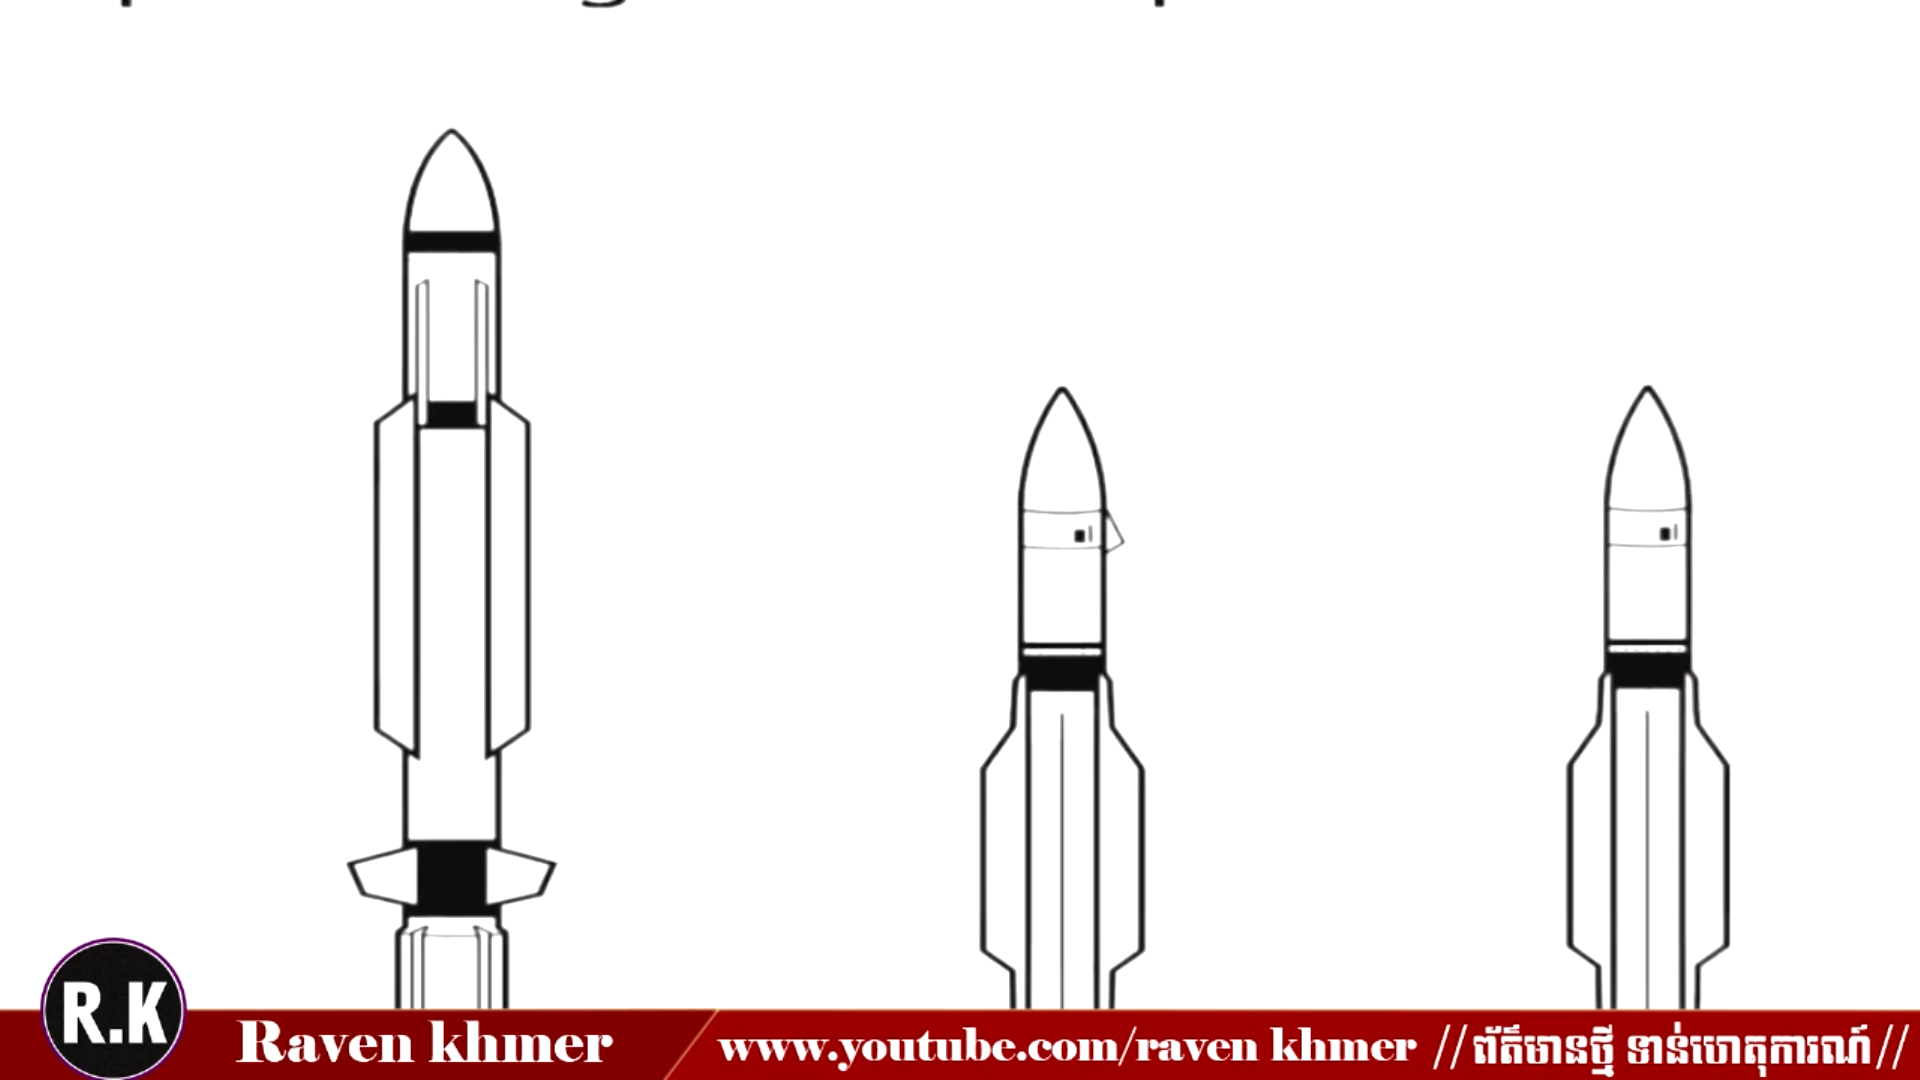 R.K
Raven khmer
www.youtube.com/raven khmer //ព័ត៌មានថ្មី ទាន់ហេតុការណ៍//